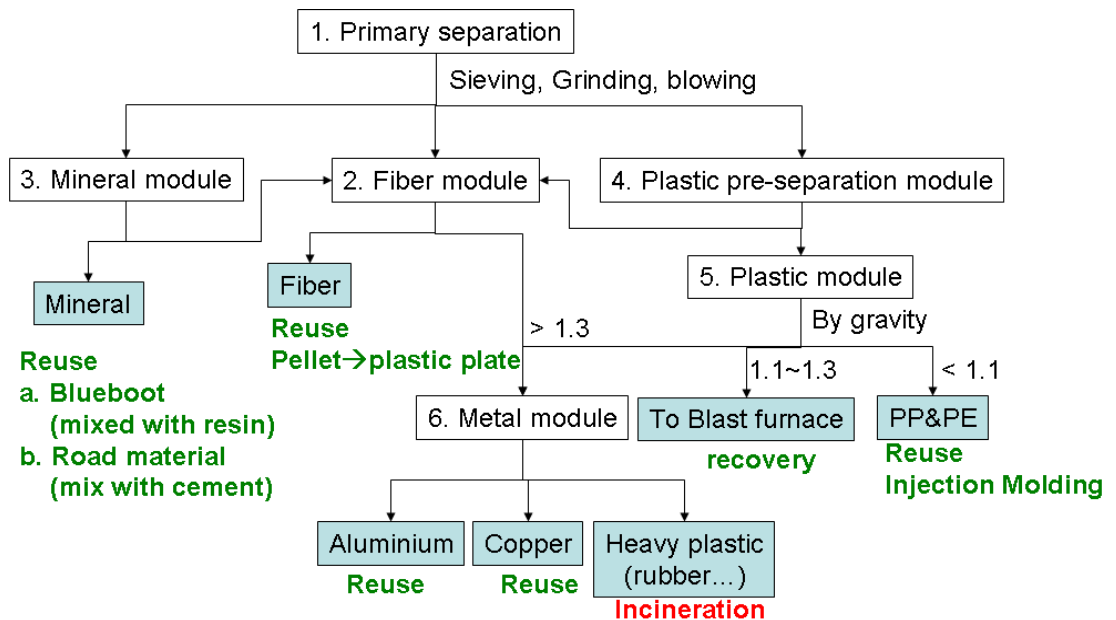 1. Primary separation
Sieving, Grinding, blowing
3. Mineral module
2. Fiber module
4. Plastic pre-separation module
5. Plastic module
By gravity
Mineral
Reuse
a. Blueboot
(mixed with resin)
b. Road material
(mix with cement)
Fiber
Reuse
Pellet→plastic plate
> 1.3
1.1~1.3
< 1.1
6. Metal module
To Blast furnace
recovery
PP&PE
Reuse
Injection Molding
Aluminium
Reuse
Copper
Reuse
Heavy plastic
(rubber...)
Incineration